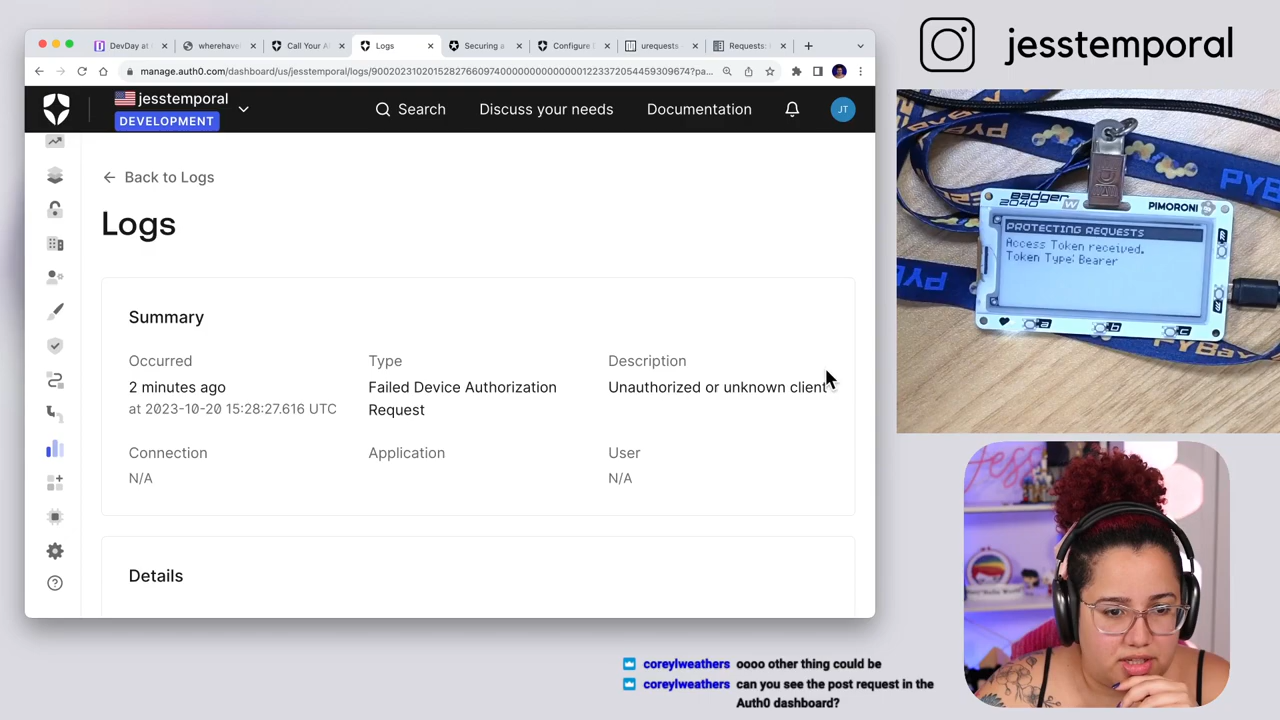 DevDay at
wherehave
Call Your A
Logs
Securing a
Configure
urequests
Requests:
manage.auth0.com/dashboard/us/jesstemporal/logs/
jesstemporal
DEVELOPMENT
Search
Discuss your needs
Documentation
JT
Back to Logs
Logs
Summary
Occurred
2 minutes ago
at 2023-10-20 15:28:27.616 UTC
Type
Failed Device Authorization
Request
Description
Unauthorized or unknown client
Connection
N/A
Application
User
N/A
Details
jesstemporal
PYBAY
Badger
2040 W
PIMORONI
PROTECTING REQUESTS
Access Token received.
Token Type: Bearer
a
b
c
PyBay
coreylweathers oooo other thing could be
coreylweathers can you see the post request in the
Auth0 dashboard?